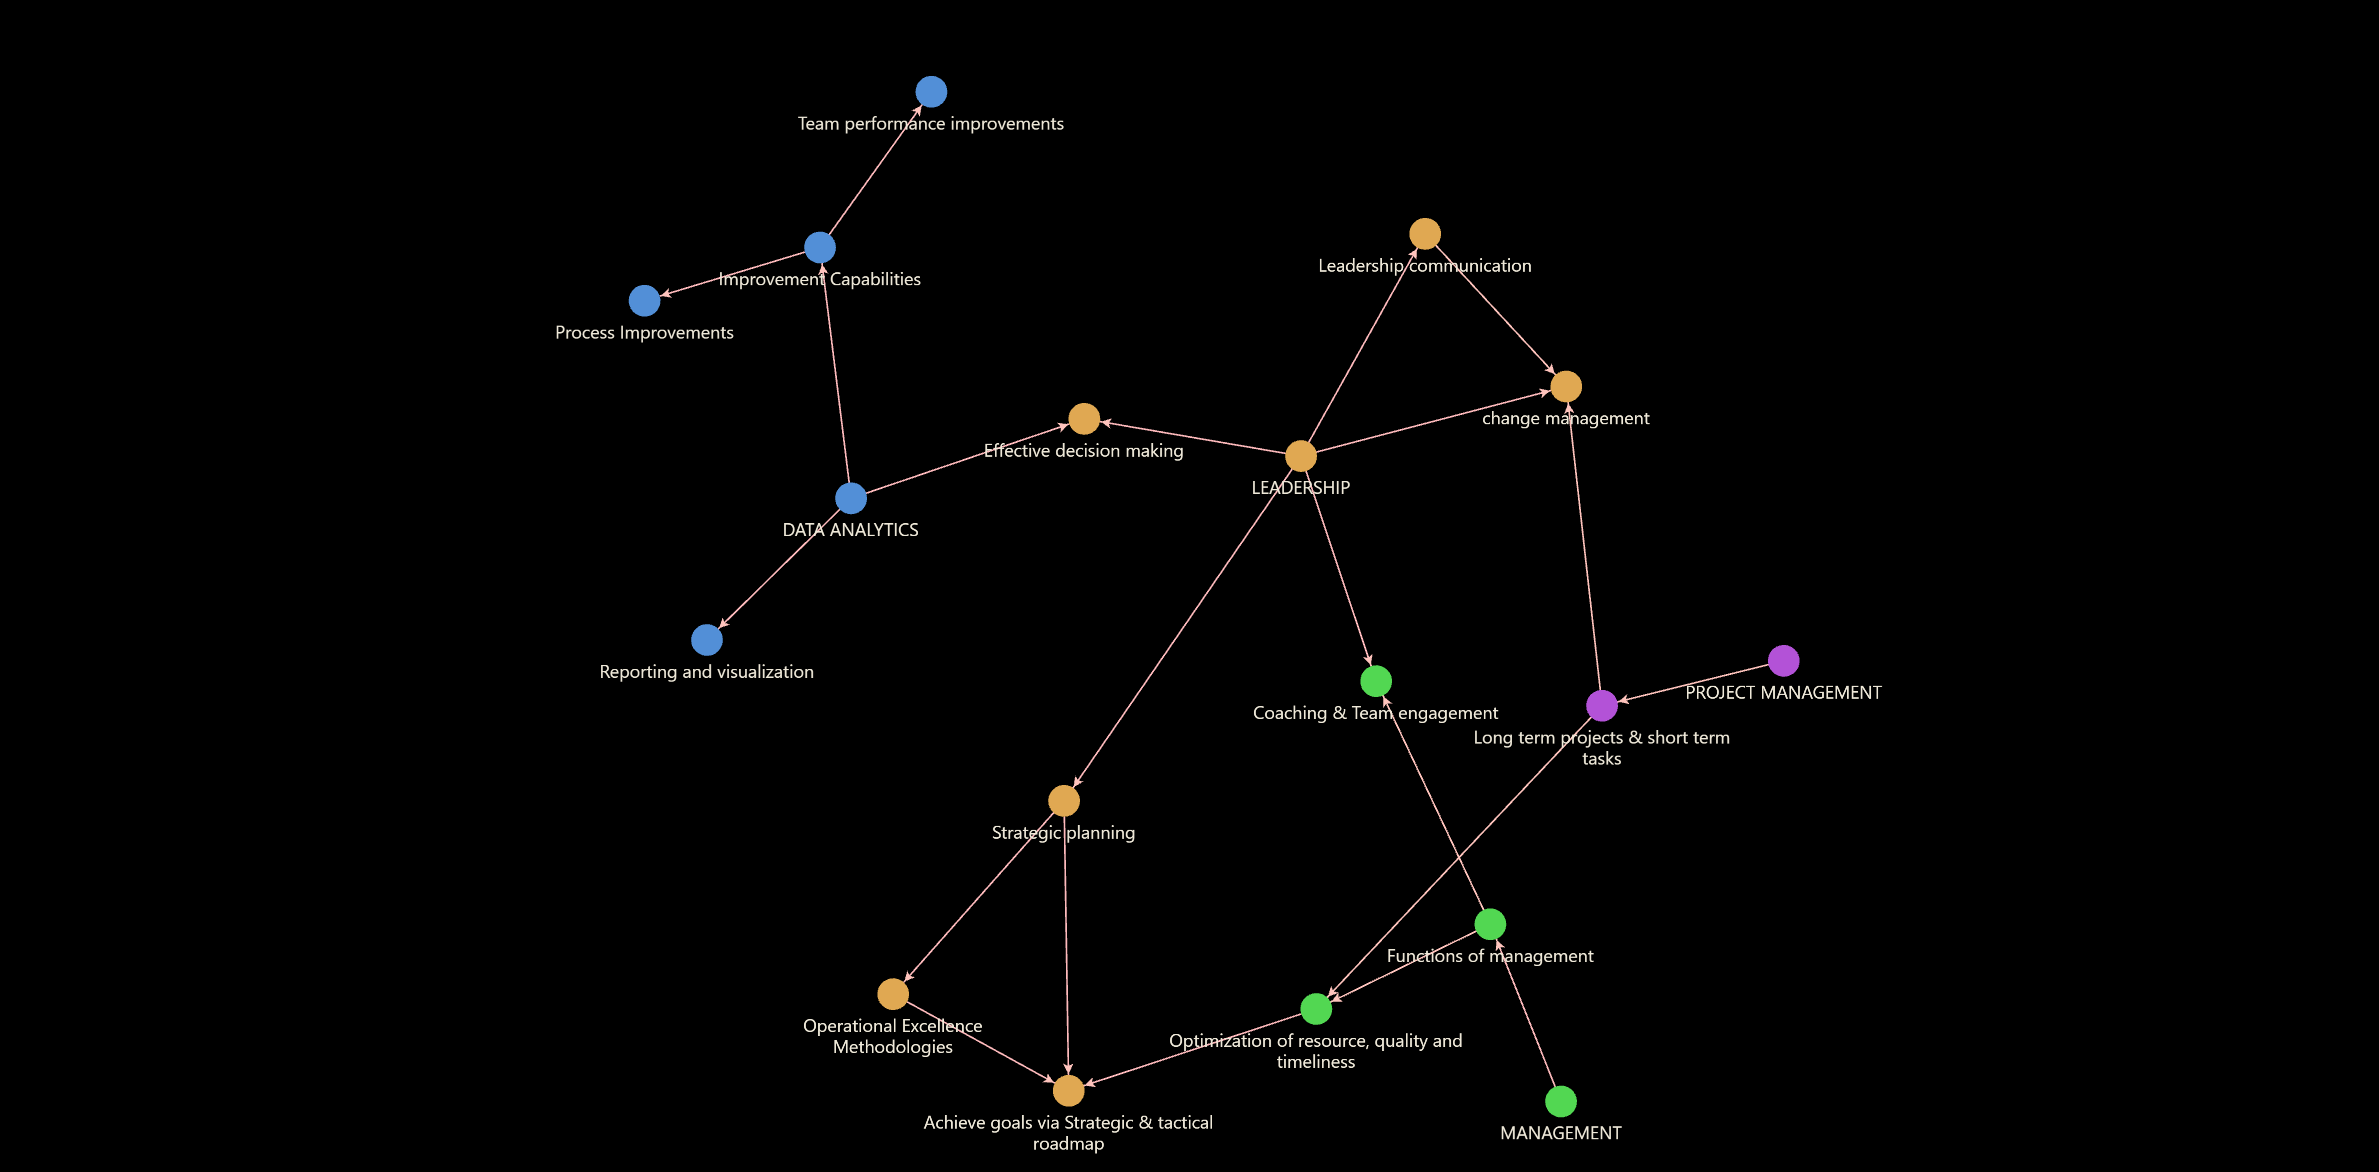 Team performance improvements
Leadership communication
Improvement Capabilities
Process Improvements
change management
Effective decision making
LEADERSHIP
DATA ANALYTICS
Reporting and visualization
PROJECT MANAGEMENT
Coaching & Team engagement
Long term projects & short term
tasks
Strategic planning
Functions of management
Operational Excellence
Methodologies
Optimization of resource, quality and
timeliness
Achieve goals via Strategic & tactical
roadmap
MANAGEMENT